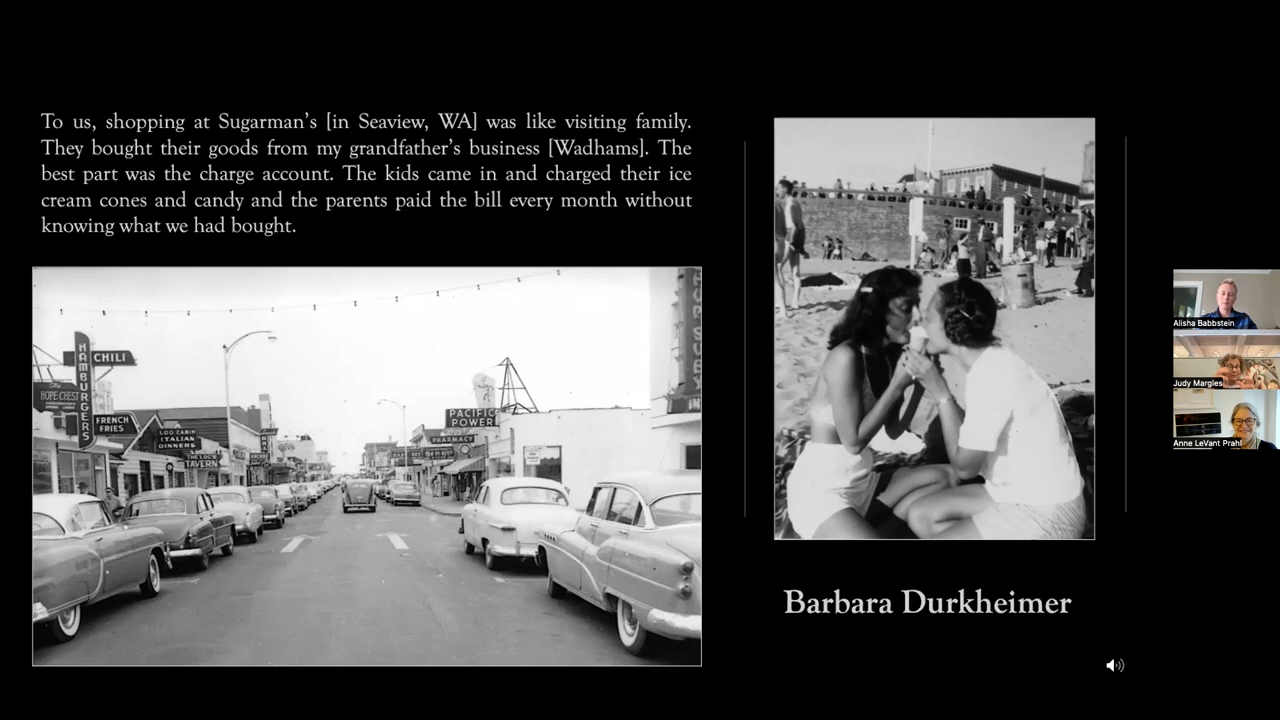 To us, shopping at Sugarman's [in Seaview, WA] was like visiting family.
They bought their goods from my grandfather's business [Wadhams]. The
best part was the charge account. The kids came in and charged their ice
cream cones and candy and the parents paid the bill every month without
knowing what we had bought.
CHILI
HAMBURGERS
HOPE CHEST
FRENCH
FRIES
LOG CABIN
ITALIAN
DINNERS
TAVERN
PACIFIC
POWER
PHARMACY
Barbara Durkheimer
Alisha Babbstein
Judy Margles
Anne LeVant Prahl